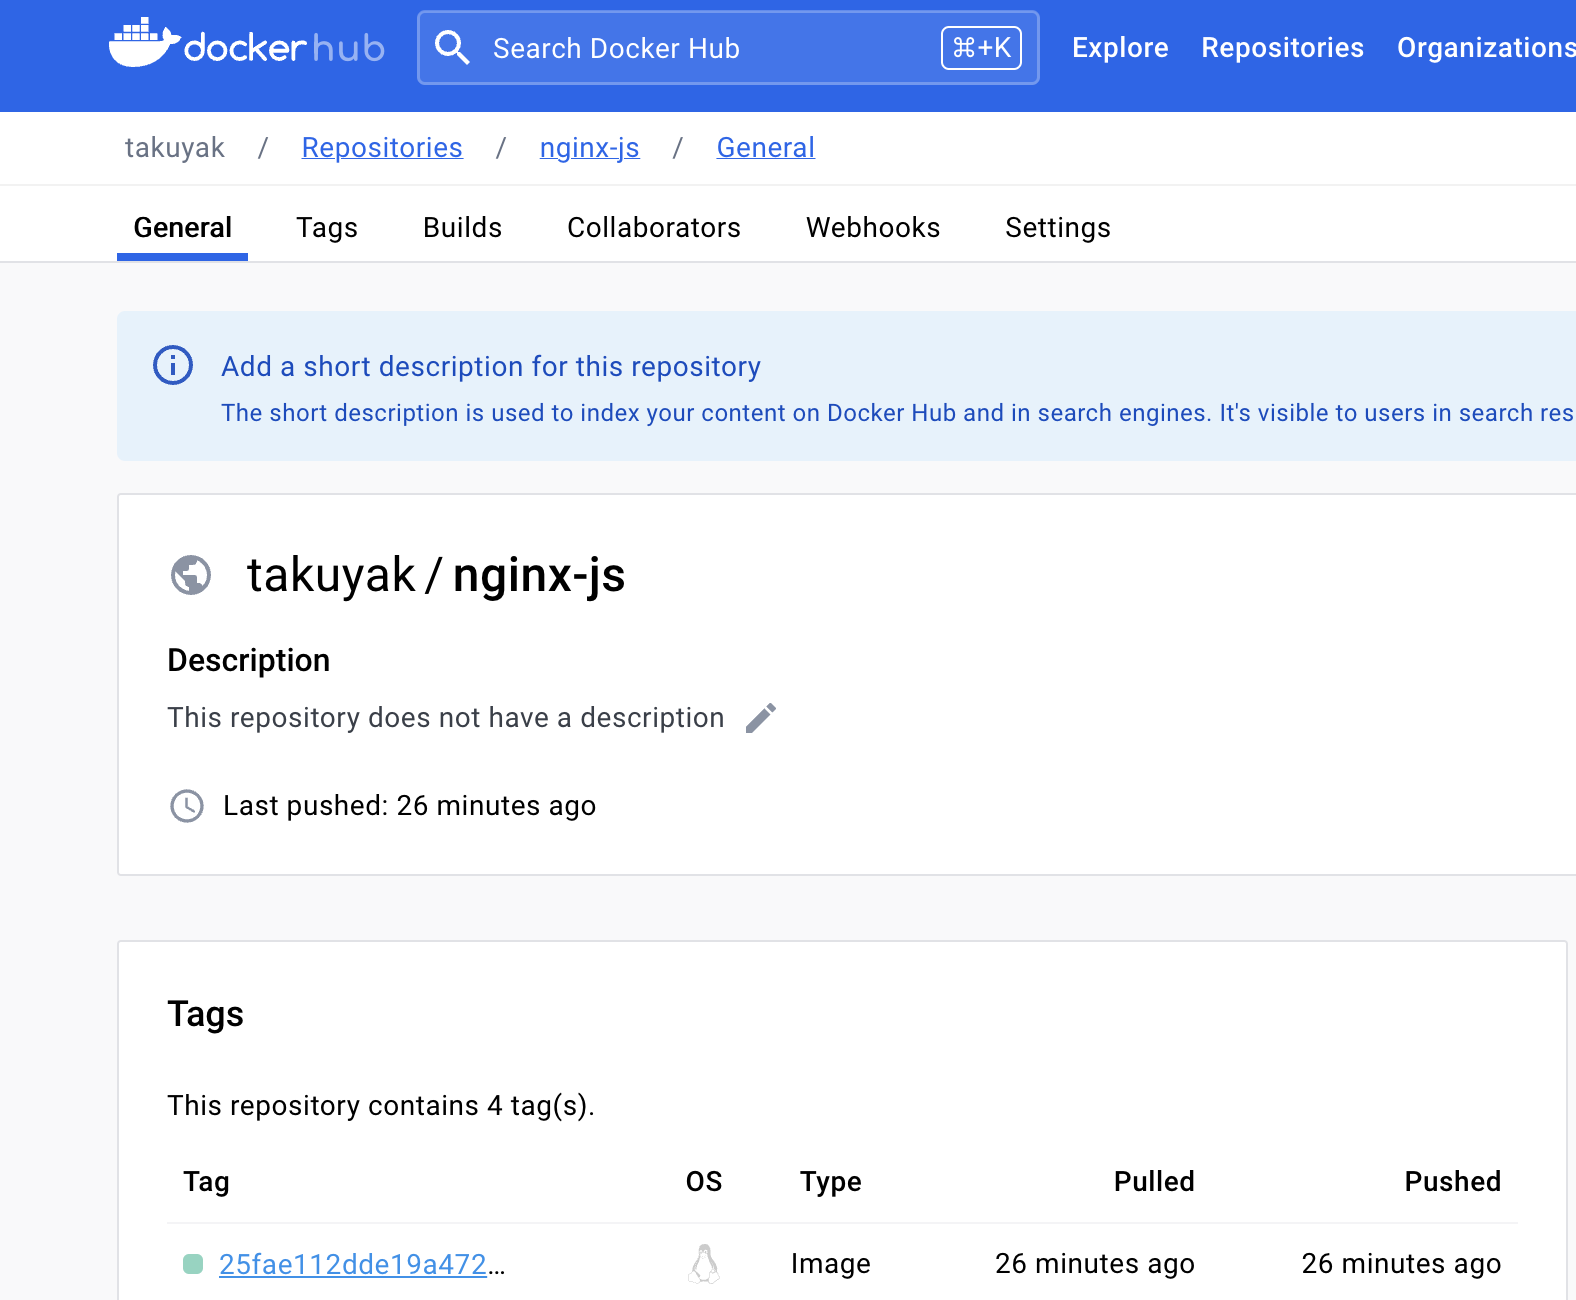 docker hub Search Docker Hub ⌘+K Explore Repositories Organizations
takuyak / Repositories / nginx-js / General
General Tags Builds Collaborators Webhooks Settings
Add a short description for this repository
The short description is used to index your content on Docker Hub and in search engines. It's visible to users in search res
takuyak / nginx-js
Description
This repository does not have a description
Last pushed: 26 minutes ago
Tags
This repository contains 4 tag(s).
Tag OS Type Pulled Pushed
25fae112dde19a472... Image 26 minutes ago 26 minutes ago